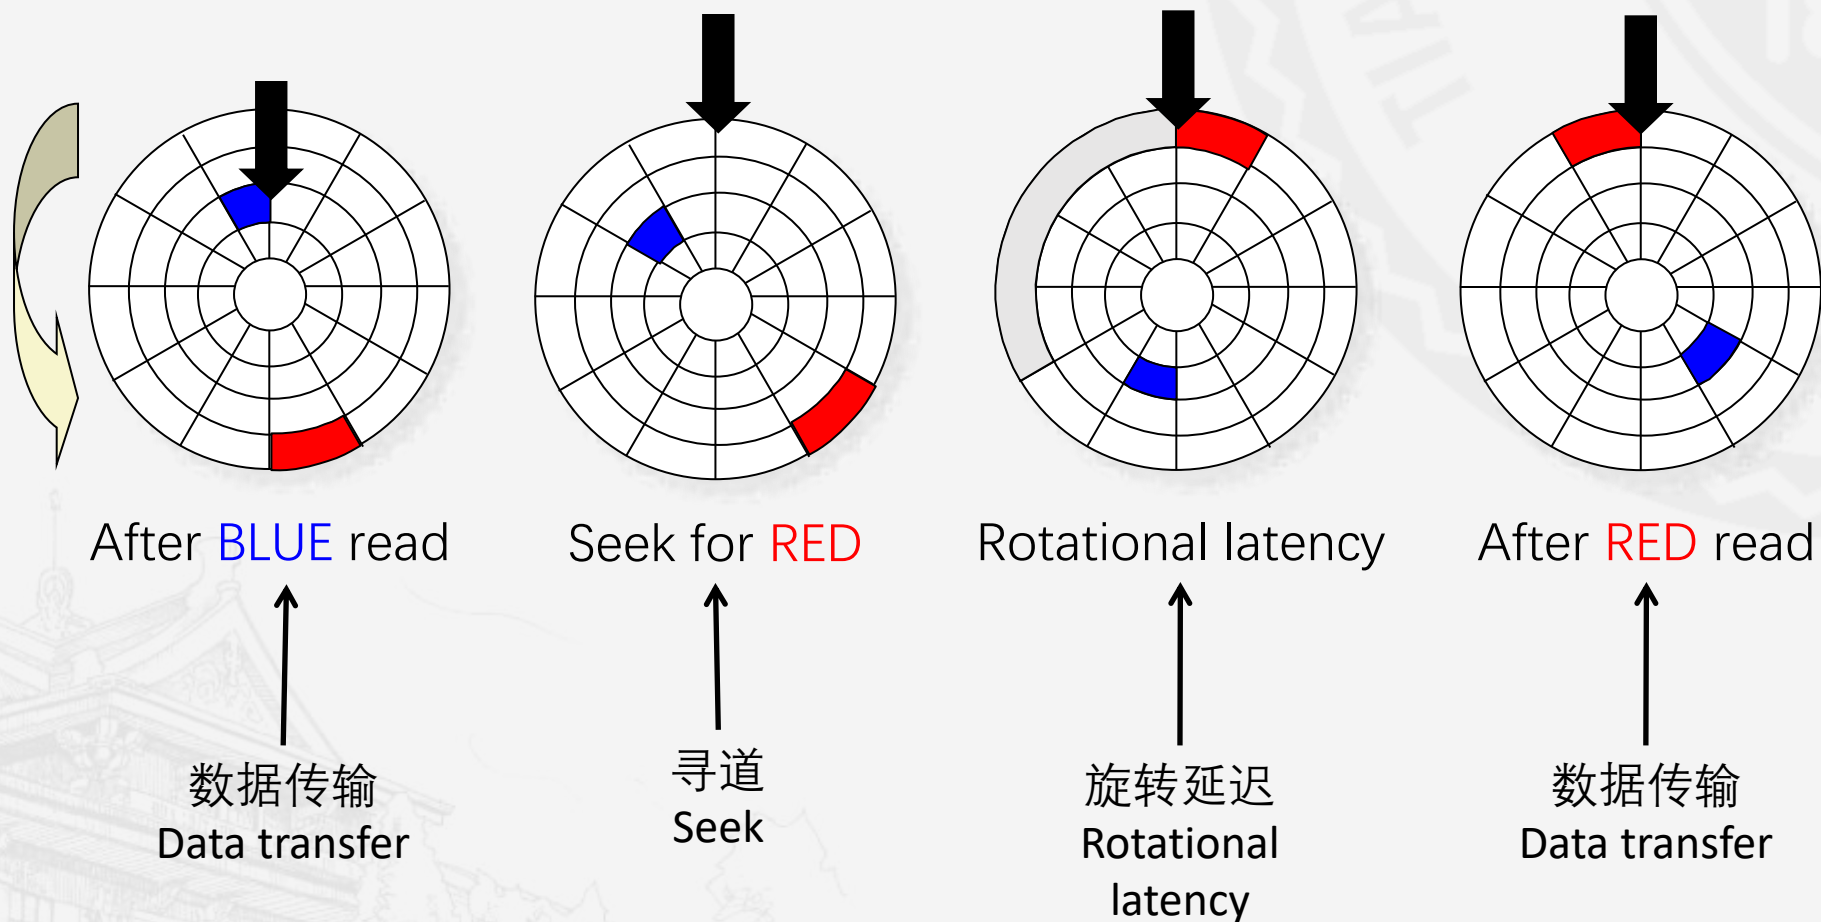 After BLUE read
Seek for RED
Rotational latency
After RED read
数据传输
Data transfer
寻道
Seek
旋转延迟
Rotational
latency
数据传输
Data transfer
TIA